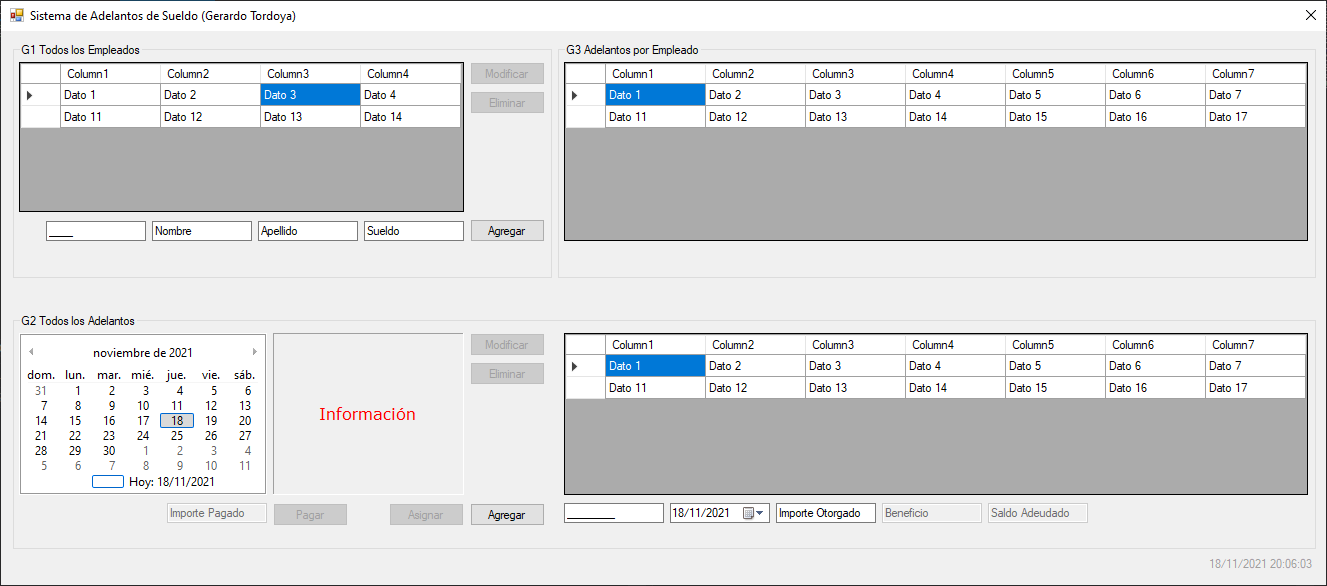 Sistema de Adelantos de Sueldo (Gerardo Tordoya)
G1 Todos los Empleados
Column1 Column2 Column3 Column4
Dato 1 Dato 2 Dato 3 Dato 4
Dato 11 Dato 12 Dato 13 Dato 14
Modificar
Eliminar
____ Nombre Apellido Sueldo Agregar
G3 Adelantos por Empleado
Column1 Column2 Column3 Column4 Column5 Column6 Column7
Dato 1 Dato 2 Dato 3 Dato 4 Dato 5 Dato 6 Dato 7
Dato 11 Dato 12 Dato 13 Dato 14 Dato 15 Dato 16 Dato 17
G2 Todos los Adelantos
noviembre de 2021
dom. lun. mar. mié. jue. vie. sáb.
31 1 2 3 4 5 6
7 8 9 10 11 12 13
14 15 16 17 18 19 20
21 22 23 24 25 26 27
28 29 30 1 2 3 4
5 6 7 8 9 10 11
Hoy: 18/11/2021
Información
Modificar
Eliminar
Importe Pagado Pagar Asignar Agregar
Column1 Column2 Column3 Column4 Column5 Column6 Column7
Dato 1 Dato 2 Dato 3 Dato 4 Dato 5 Dato 6 Dato 7
Dato 11 Dato 12 Dato 13 Dato 14 Dato 15 Dato 16 Dato 17
________ 18/11/2021 Importe Otorgado Beneficio Saldo Adeudado
18/11/2021 20:06:03